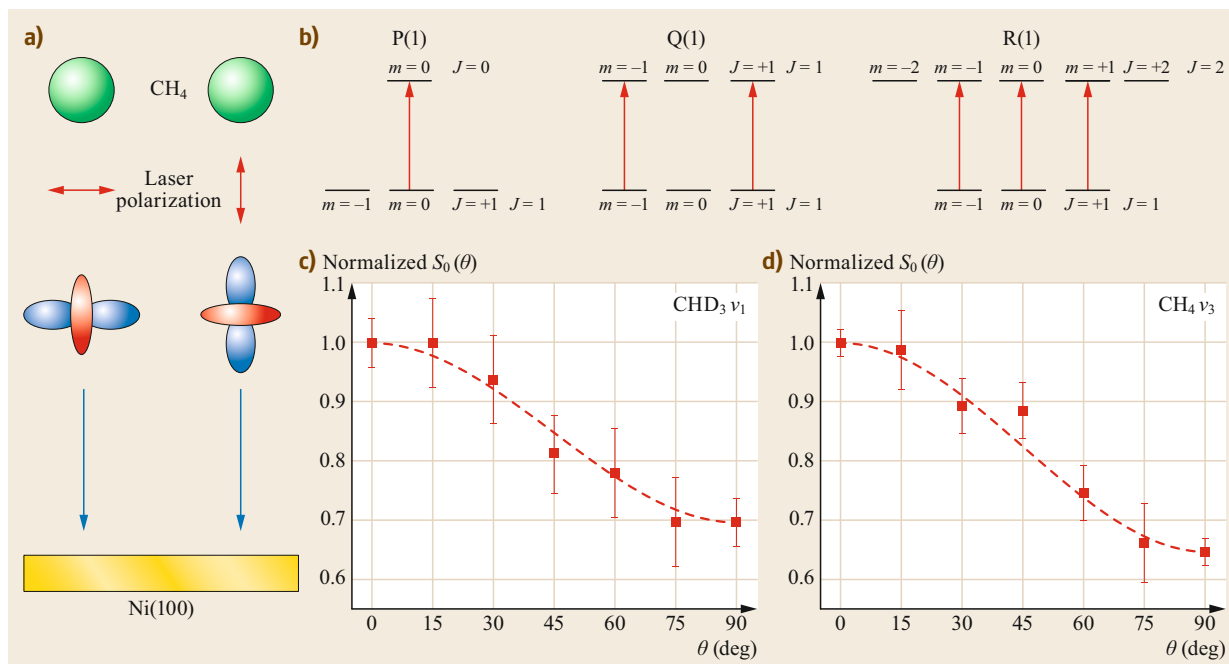 a)
CH₄
Laser
polarization
Ni(100)
b)
P(1)
Q(1)
R(1)
m = 0 J = 0
m = –1 m = 0 J = +1 J = 1
m = –2 m = –1 m = 0 m = +1 J = +2 J = 2
m = –1 m = 0 J = +1 J = 1
m = –1 m = 0 J = +1 J = 1
m = –1 m = 0 J = +1 J = 1
c) Normalized S₀(θ)
1.1
1.0
0.9
0.8
0.7
0.6
CHD₃ ν₁
0 15 30 45 60 75 90
θ (deg)
d) Normalized S₀(θ)
1.1
1.0
0.9
0.8
0.7
0.6
CH₄ ν₃
0 15 30 45 60 75 90
θ (deg)